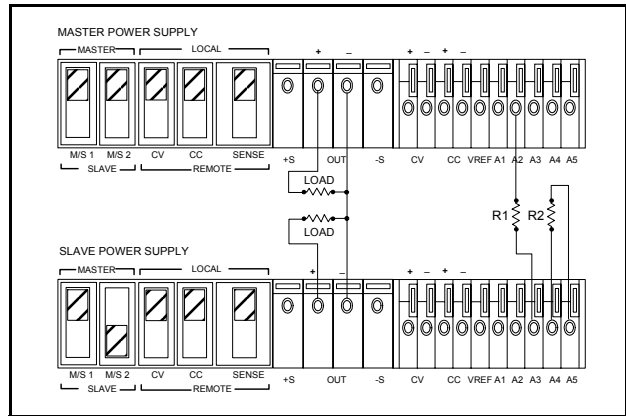 MASTER POWER SUPPLY
MASTER LOCAL + – + – + –
M/S 1 M/S 2 CV CC SENSE +S OUT -S CV CC VREF A1 A2 A3 A4 A5
SLAVE REMOTE
LOAD
R1 R2
LOAD
SLAVE POWER SUPPLY
MASTER LOCAL + – + – + –
M/S 1 M/S 2 CV CC SENSE +S OUT -S CV CC VREF A1 A2 A3 A4 A5
SLAVE REMOTE